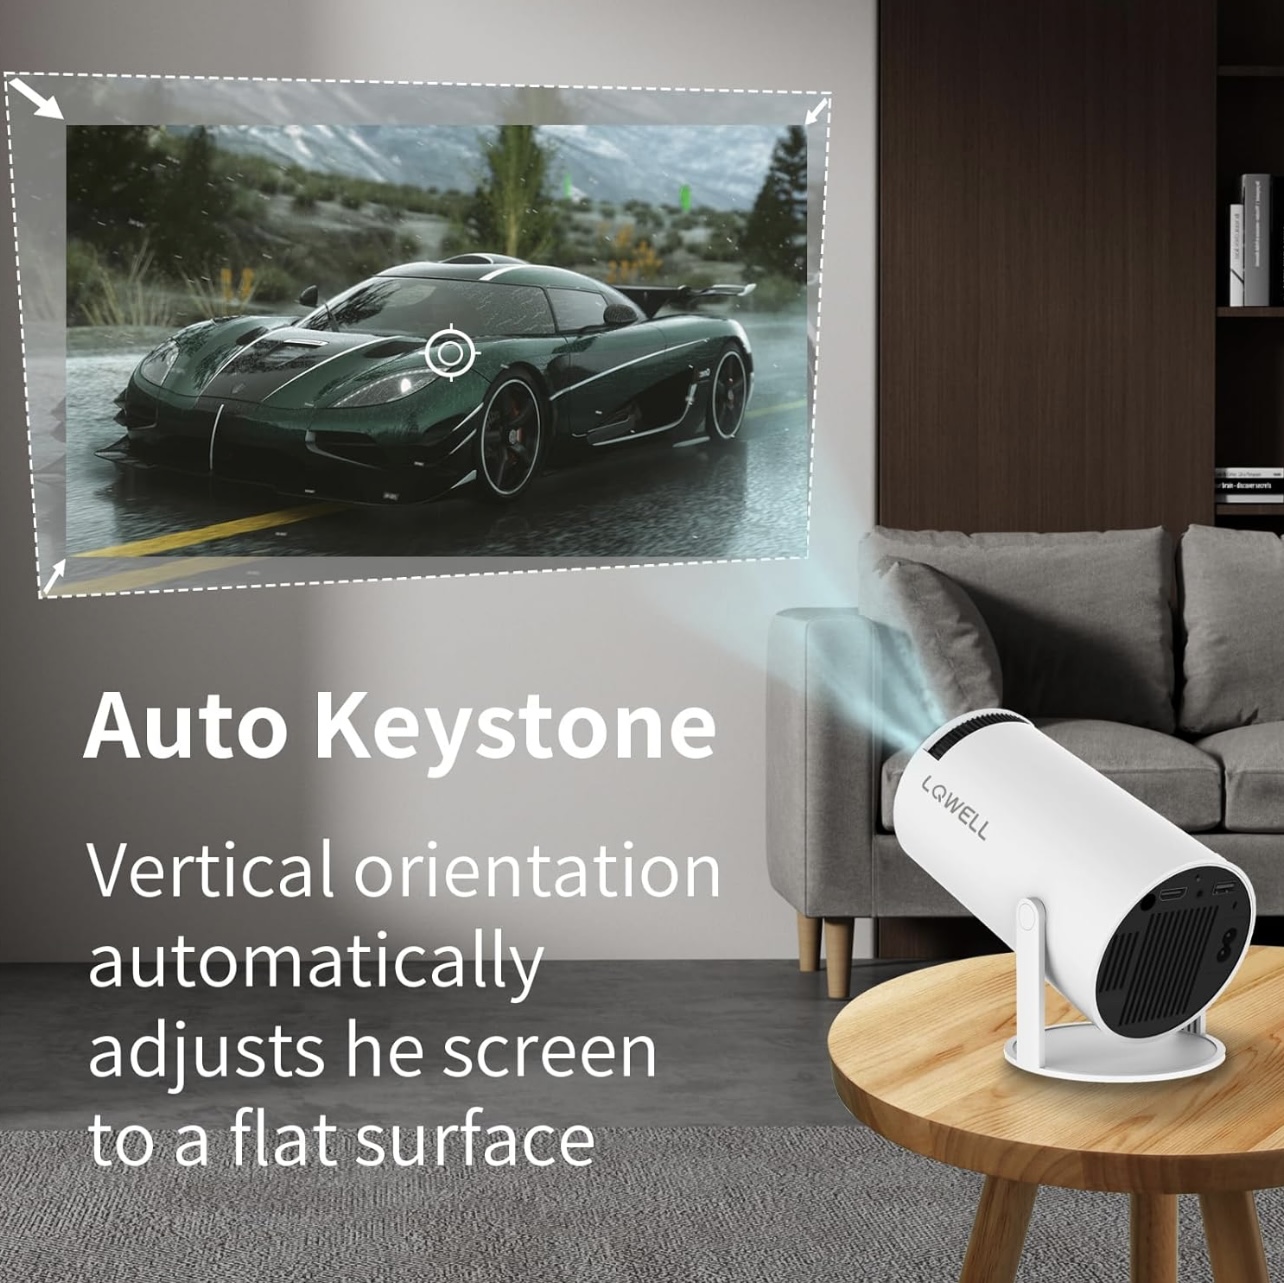 Auto Keystone
Vertical orientation
automatically
adjusts he screen
to a flat surface
LQWELL